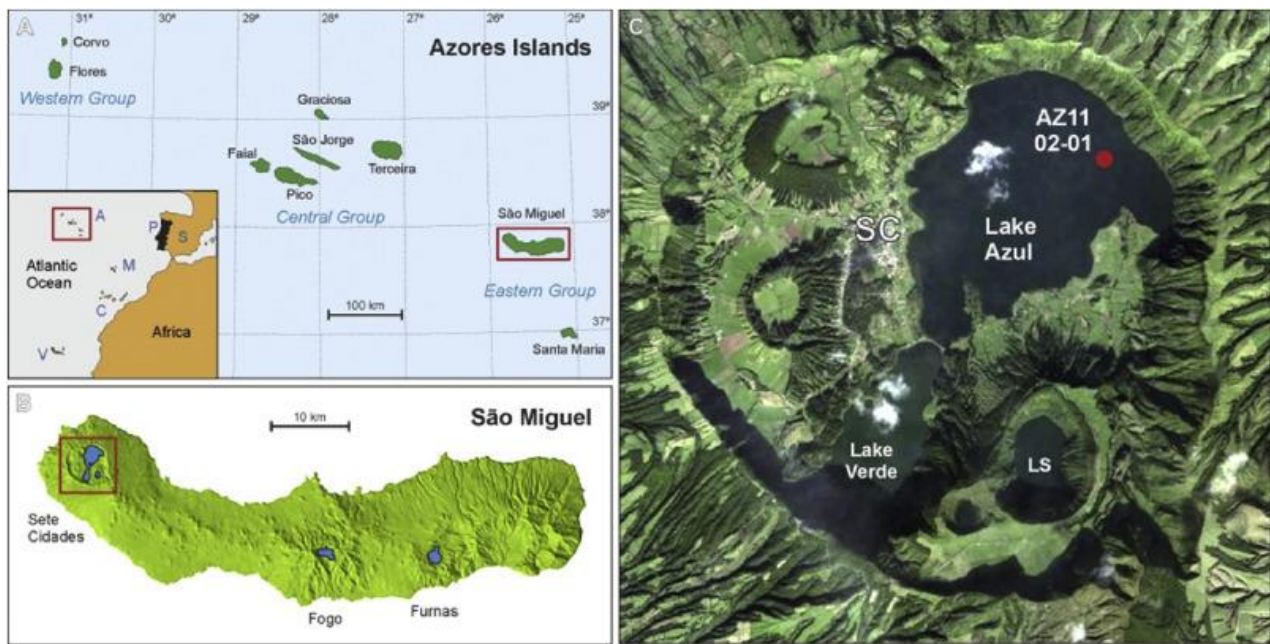 A
Azores Islands
31°
30°
29°
28°
27°
26°
25°
Corvo
Flores
Western Group
39°
Graciosa
São Jorge
Faial
Terceira
Pico
Central Group
38°
São Miguel
Eastern Group
100 km
37°
Santa Maria
A
P
S
Atlantic
Ocean
M
C
Africa
V
B
10 km
São Miguel
Sete
Cidades
Fogo
Furnas
C
AZ11
02-01
SC
Lake
Azul
Lake
Verde
LS